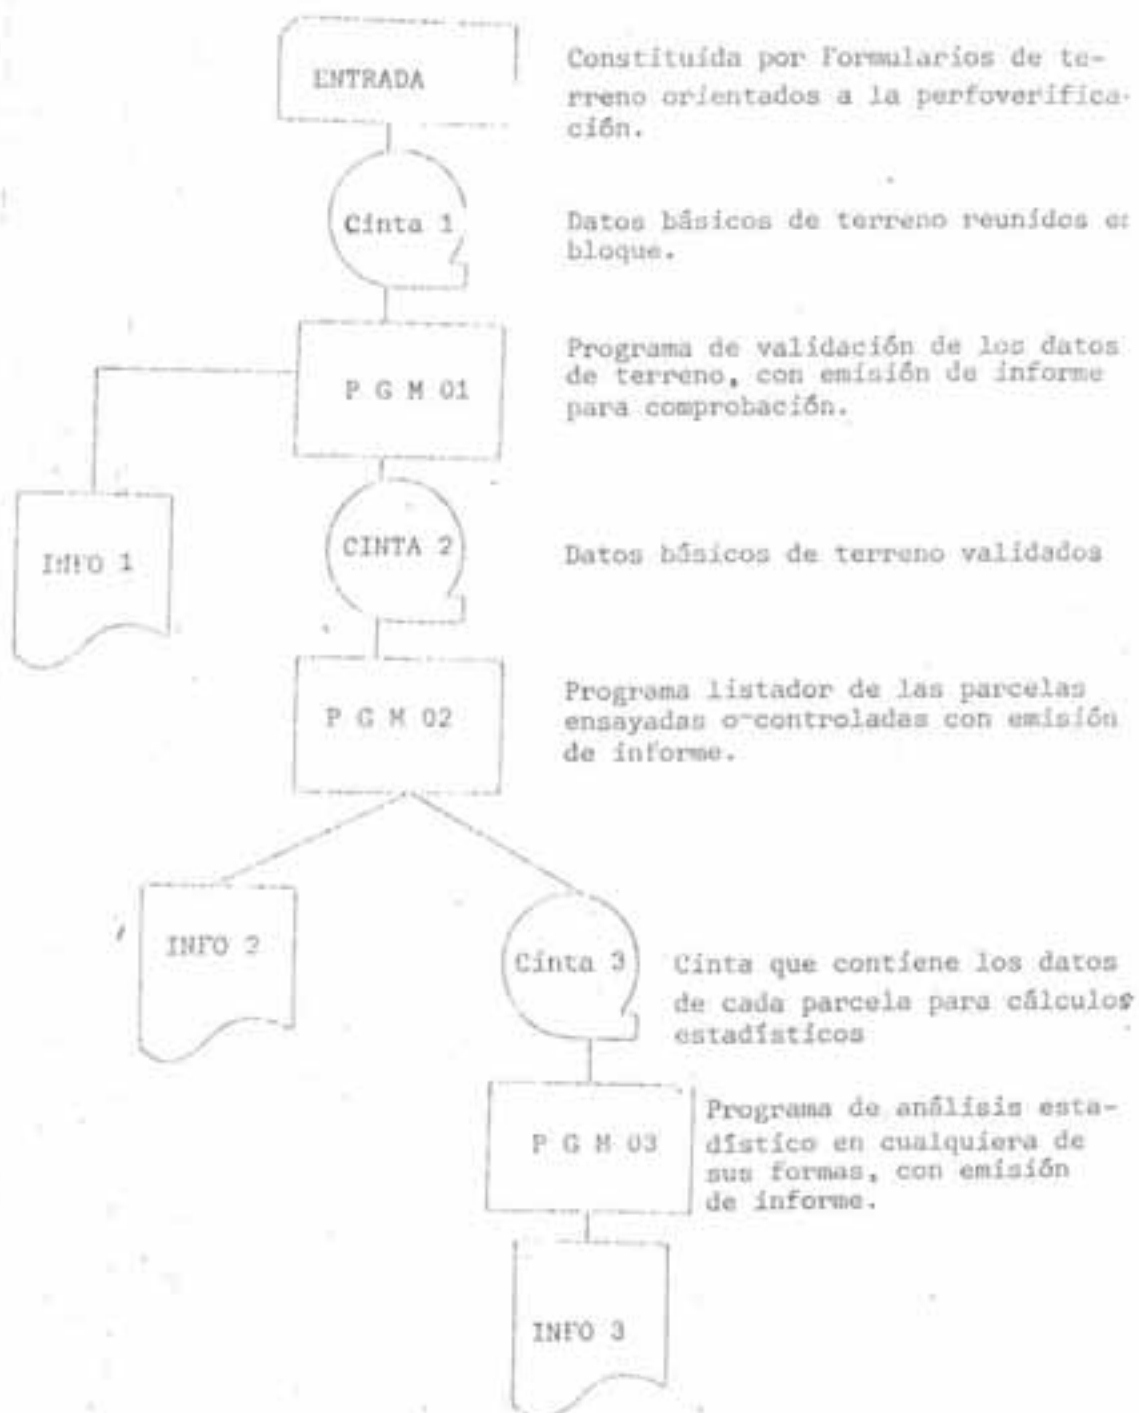 ENTRADA
Constituída por Formularios de te-
rreno orientados a la perfoverifica-
ción.
Cinta 1
Datos básicos de terreno reunidos en
bloque.
P G M 01
Programa de validación de los datos
de terreno, con emisión de informe
para comprobación.
INFO 1
CINTA 2
Datos básicos de terreno validados
P G M 02
Programa listador de las parcelas
ensayadas o-controladas con emisión
de informe.
INFO 2
Cinta 3
Cinta que contiene los datos
de cada parcela para cálculos
estadísticos
P G M 03
Programa de análisis esta-
dístico en cualquiera de
sus formas, con emisión
de informe.
INFO 3